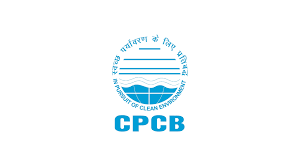 स्वच्छ पर्यावरण के लिए प्रतिबद्ध
IN PURSUIT OF CLEAN ENVIRONMENT
CPCB